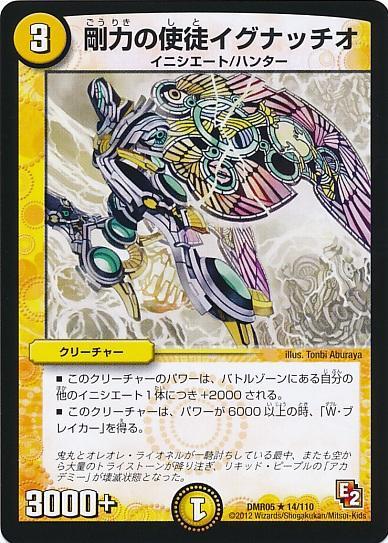 3
ごうりき しと
剛力の使徒イグナッチオ
イニシエート/ハンター
クリーチャー
illus. Tonbi Aburaya
■ このクリーチャーのパワーは、バトルゾーンにある自分の
他のイニシエート1体につき+2000される。
■ このクリーチャーは、パワーが6000以上の時、「W・ブ
レイカー」を得る。
鬼丸とオレオレ・ライオネルが一騎討ちしている最中、またも空か
ら大量のトライストーンが降り注ぎ、リキッド・ピープルの「アカ
デミー」が壊滅状態となった。
3000+
1
DMR05 ★ 14/110
E2
©2012 Wizards/Shogakukan/Mitsui-Kids